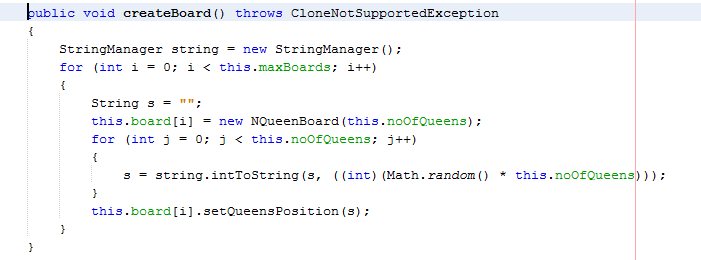 public void createBoard() throws CloneNotSupportedException
{
StringManager string = new StringManager();
for (int i = 0; i < this.maxBoards; i++)
{
String s = "";
this.board[i] = new NQueenBoard(this.noOfQueens);
for (int j = 0; j < this.noOfQueens; j++)
{
s = string.intToString(s, ((int)(Math.random() * this.noOfQueens)));
}
this.board[i].setQueensPosition(s);
}
}